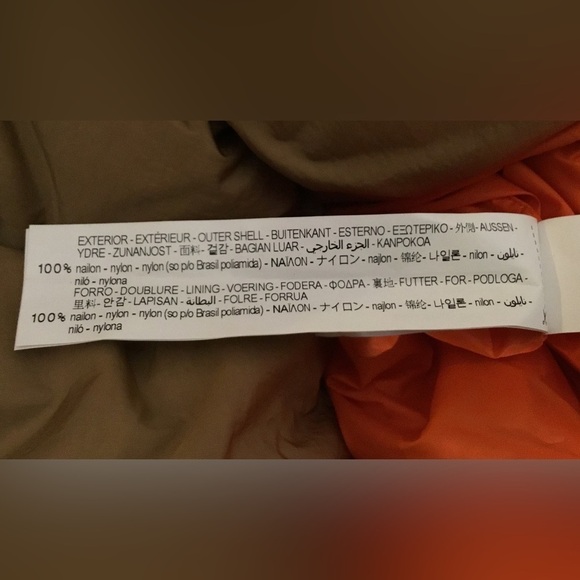 EXTERIOR - EXTÉRIEUR - OUTER SHELL - BUITENKANT - ESTERNO - ΕΞΩΤΕΡΙΚΟ - 外側 - AUSSEN -
YDRE - ZUNANJOST - 面料 - 겉감 - BAGIAN LUAR - الجزء الخارجي - KANPOKOA
100% nailon - nylon - nylon (so p/o Brasil poliamida) - ΝΑΪΛΟΝ - ナイロン - najlon - 锦纶 - 나일론 - nilon - نايلون -
niló - nylona
FORRO - DOUBLURE - LINING - VOERING - FODERA - ΦΟΔΡΑ - 裏地 - FUTTER - FOR - PODLOGA -
里料 - 안감 - LAPISAN - البطانة - FOLRE - FORRUA
100% nailon - nylon - nylon (so p/o Brasil poliamida) - ΝΑΪΛΟΝ - ナイロン - najlon - 锦纶 - 나일론 - nilon - نايلون -
niló - nylona